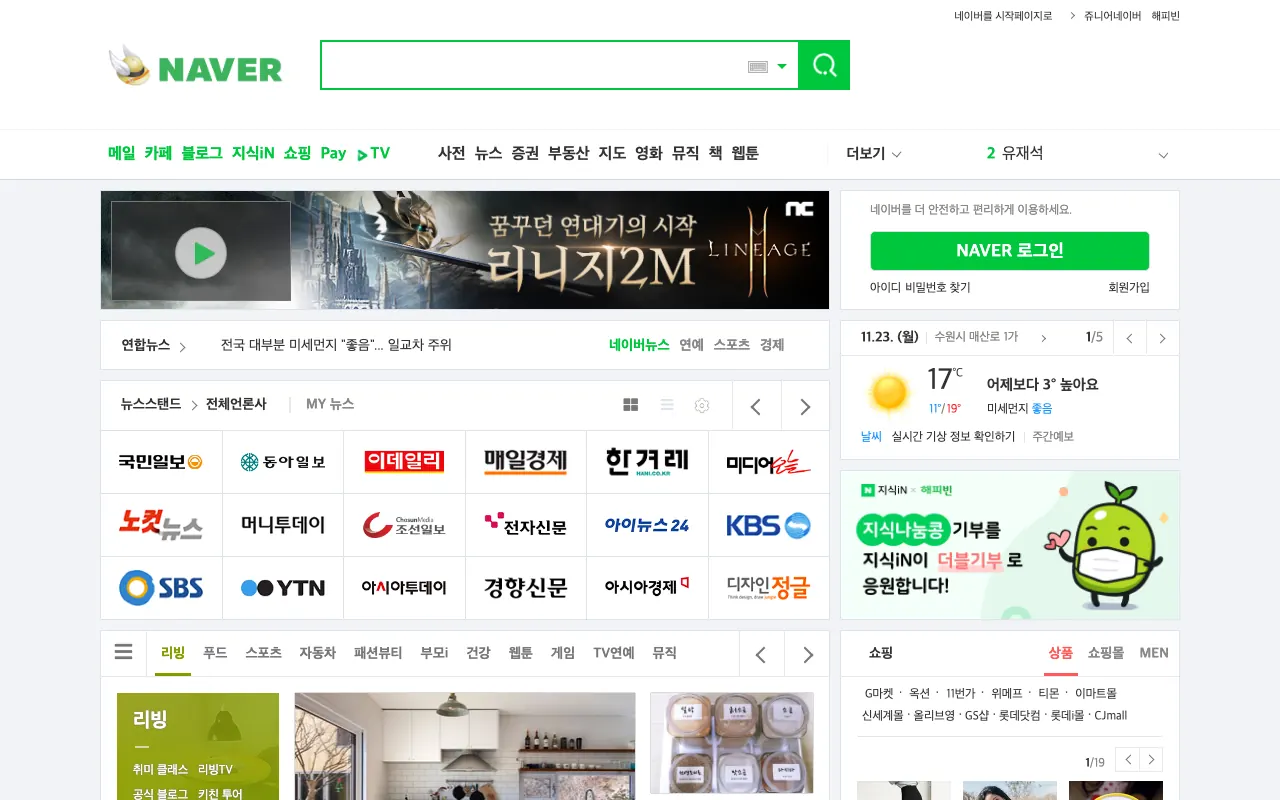 네이버를 시작페이지로 > 쥬니어네이버 해피빈
NAVER
메일 카페 블로그 지식iN 쇼핑 Pay TV 사전 뉴스 증권 부동산 지도 영화 뮤직 책 웹툰 더보기 2 유재석
꿈꾸던 연대기의 시작
리니지2M
LINEAGE
NC
네이버를 더 안전하고 편리하게 이용하세요.
NAVER 로그인
아이디 비밀번호 찾기 회원가입
연합뉴스 > 전국 대부분 미세먼지 "좋음"... 일교차 주위 네이버뉴스 연예 스포츠 경제
11.23. (월) 수원시 매산로 1가 > 1/5
17℃ 어제보다 3° 높아요
11°/19° 미세먼지 좋음
날씨 실시간 기상 정보 확인하기 주간예보
뉴스스탠드 > 전체언론사 MY 뉴스
국민일보 동아일보 이데일리 매일경제 한겨레 미디어오늘
HANI.CO.KR
노컷뉴스 머니투데이 ChosunMedia 조선일보 전자신문 아이뉴스 24 KBS
SBS YTN 아시아투데이 경향신문 아시아경제 디자인정글
Think design, draw jungle
N 지식iN × 해피빈
지식나눔콩 기부를
지식iN이 더블기부 로
응원합니다!
리빙 푸드 스포츠 자동차 패션뷰티 부모i 건강 웹툰 게임 TV연예 뮤직
리빙
취미 클래스 리빙TV
공식 블로그 키친 투어
쇼핑 상품 쇼핑몰 MEN
G마켓 · 옥션 · 11번가 · 위메프 · 티몬 · 이마트몰
신세계몰 · 올리브영 · GS샵 · 롯데닷컴 · 롯데i몰 · CJmall
1/19